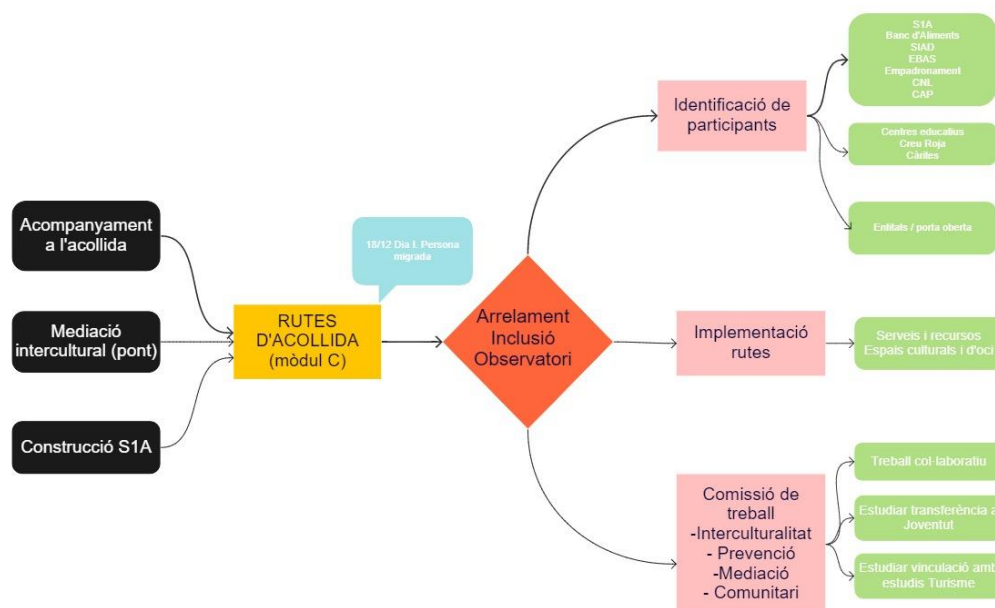 Acompanyament
a l'acollida
Mediació
intercultural (pont)
Construcció S1A
RUTES
D'ACOLLIDA
(mòdul C)
18/12 Dia I. Persona
migrada
Arrelament
Inclusió
Observatori
Identificació de
participants
S1A
Banc d'Aliments
SIAD
EBAS
Empadronament
CNL
CAP
Centres educatius
Creu Roja
Càrites
Entitats / porta oberta
Implementació
rutes
Serveis i recursos
Espais culturals i d'oci
Comissió de
treball
-Interculturalitat
- Prevenció
-Mediació
- Comunitari
Treball col·laboratiu
Estudiar transferència a
Joventut
Estudiar vinculació amb
estudis Turisme